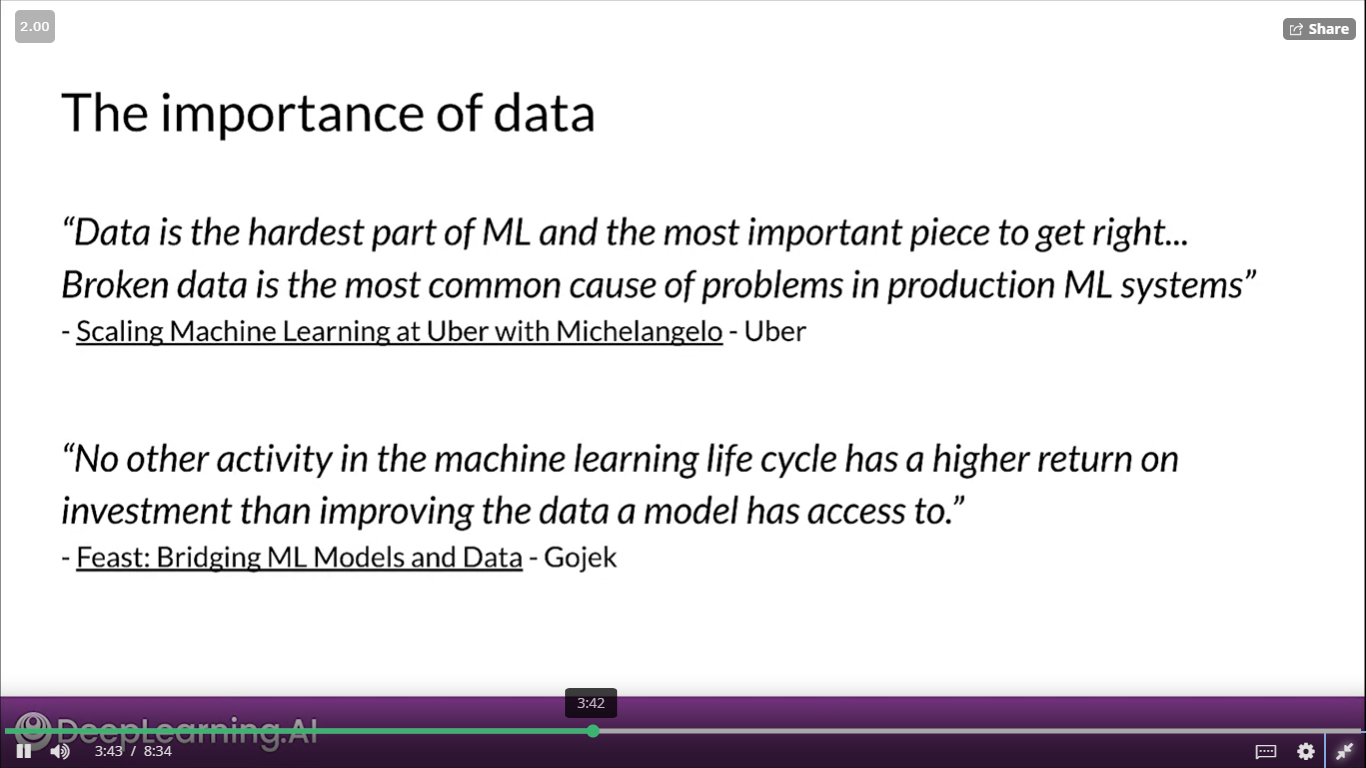 2.00
Share
The importance of data
“Data is the hardest part of ML and the most important piece to get right...
Broken data is the most common cause of problems in production ML systems”
- Scaling Machine Learning at Uber with Michelangelo - Uber
“No other activity in the machine learning life cycle has a higher return on
investment than improving the data a model has access to.”
- Feast: Bridging ML Models and Data - Gojek
3:42
DeepLearning.AI
3:43 / 8:34